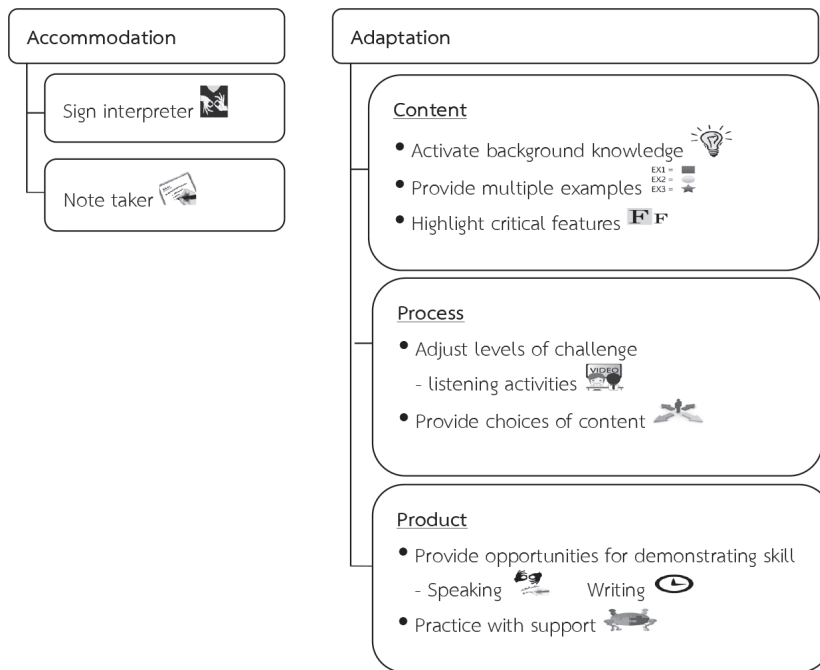 Accommodation
Sign interpreter
Note taker
Adaptation
Content
• Activate background knowledge
• Provide multiple examples EX1 =
EX2 =
EX3 =
• Highlight critical features F F
Process
• Adjust levels of challenge
- listening activities VIDEO
• Provide choices of content
Product
• Provide opportunities for demonstrating skill
- Speaking Writing
• Practice with support